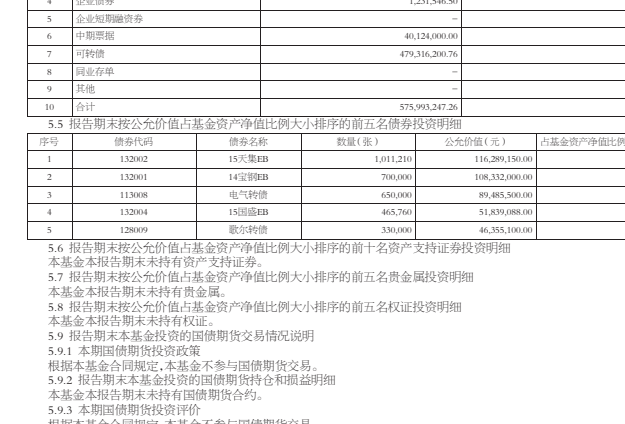 4 企业债券 1,231,546.50
5 企业短期融资券 –
6 中期票据 40,124,000.00
7 可转债 479,316,200.76
8 同业存单 –
9 其他 –
10 合计 575,993,247.26
5.5 报告期末按公允价值占基金资产净值比例大小排序的前五名债券投资明细
序号 债券代码 债券名称 数量(张) 公允价值(元) 占基金资产净值比例
1 132002 15天集EB 1,011,210 116,289,150.00
2 132001 14宝钢EB 700,000 108,332,000.00
3 113008 电气转债 650,000 89,485,500.00
4 132004 15国盛EB 465,760 51,839,088.00
5 128009 歌尔转债 330,000 46,355,100.00
5.6 报告期末按公允价值占基金资产净值比例大小排序的前十名资产支持证券投资明细
本基金本报告期末未持有资产支持证券。
5.7 报告期末按公允价值占基金资产净值比例大小排序的前五名贵金属投资明细
本基金本报告期末未持有贵金属。
5.8 报告期末按公允价值占基金资产净值比例大小排序的前五名权证投资明细
本基金本报告期末未持有权证。
5.9 报告期末本基金投资的国债期货交易情况说明
5.9.1 本期国债期货投资政策
根据本基金合同规定,本基金不参与国债期货交易。
5.9.2 报告期末本基金投资的国债期货持仓和损益明细
本基金本报告期末未持有国债期货合约。
5.9.3 本期国债期货投资评价
根据本基金合同规定,本基金不参与国债期货交易。